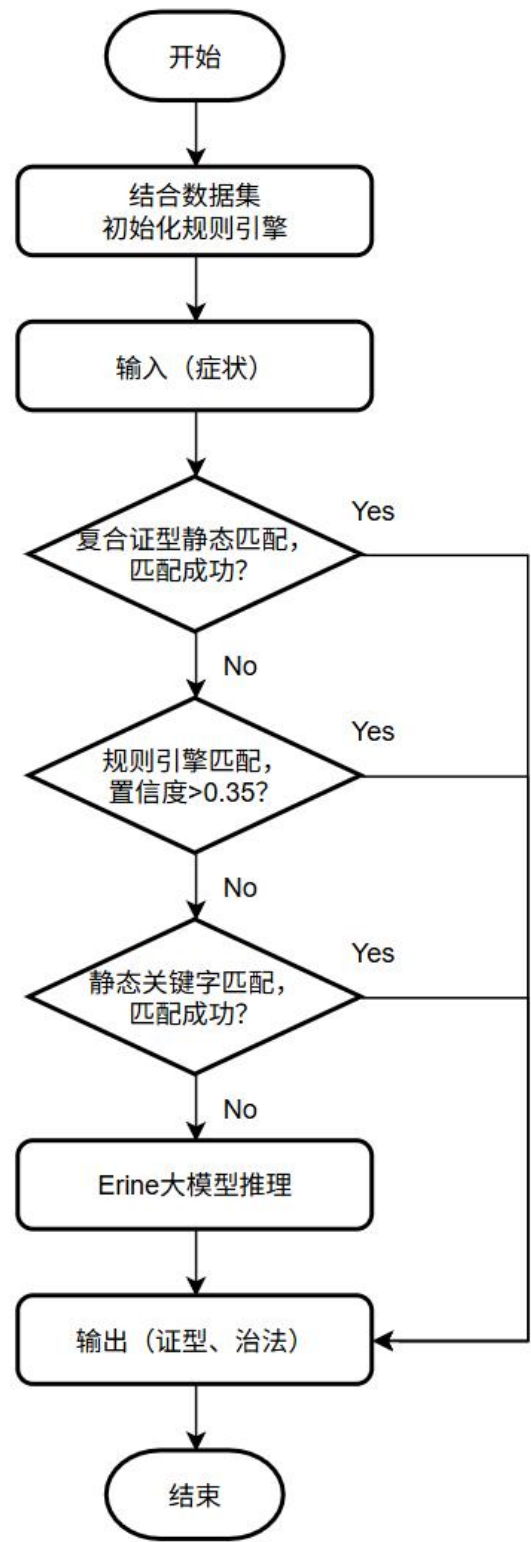 开始
结合数据集
初始化规则引擎
输入（症状）
复合证型静态匹配，
匹配成功？
Yes
No
规则引擎匹配，
置信度>0.35？
Yes
No
静态关键字匹配，
匹配成功？
Yes
No
Erine大模型推理
输出（证型、治法）
结束